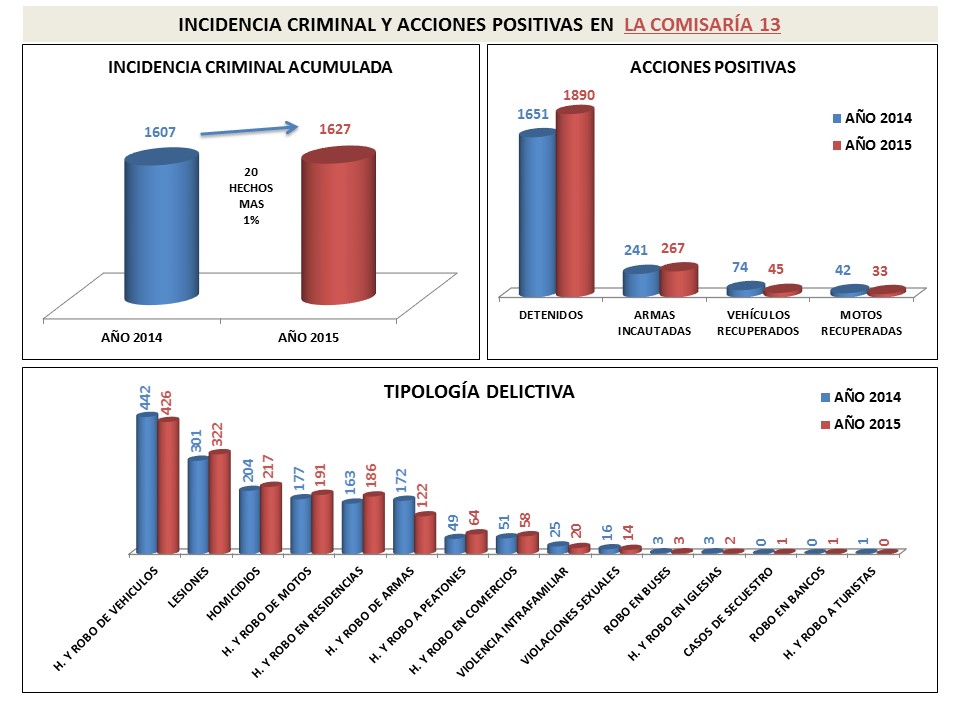 INCIDENCIA CRIMINAL Y ACCIONES POSITIVAS EN LA COMISARÍA 13
INCIDENCIA CRIMINAL ACUMULADA
1607
1627
20
HECHOS
MAS
1%
AÑO 2014
AÑO 2015
ACCIONES POSITIVAS
AÑO 2014
AÑO 2015
1651
1890
241
267
74
45
42
33
DETENIDOS
ARMAS
INCAUTADAS
VEHÍCULOS
RECUPERADOS
MOTOS
RECUPERADAS
TIPOLOGÍA DELICTIVA
AÑO 2014
AÑO 2015
442
426
301
322
204
217
177
191
163
186
172
122
49
64
51
58
25
20
16
14
3
3
3
2
0
1
0
1
1
0
H. Y ROBO DE VEHICULOS
LESIONES
HOMICIDIOS
H. Y ROBO DE MOTOS
H. Y ROBO EN RESIDENCIAS
H. Y ROBO DE ARMAS
H. Y ROBO A PEATONES
H. Y ROBO EN COMERCIOS
VIOLENCIA INTRAFAMILIAR
VIOLACIONES SEXUALES
ROBO EN BUSES
H. Y ROBO EN IGLESIAS
CASOS DE SECUESTRO
ROBO EN BANCOS
H. Y ROBO A TURISTAS